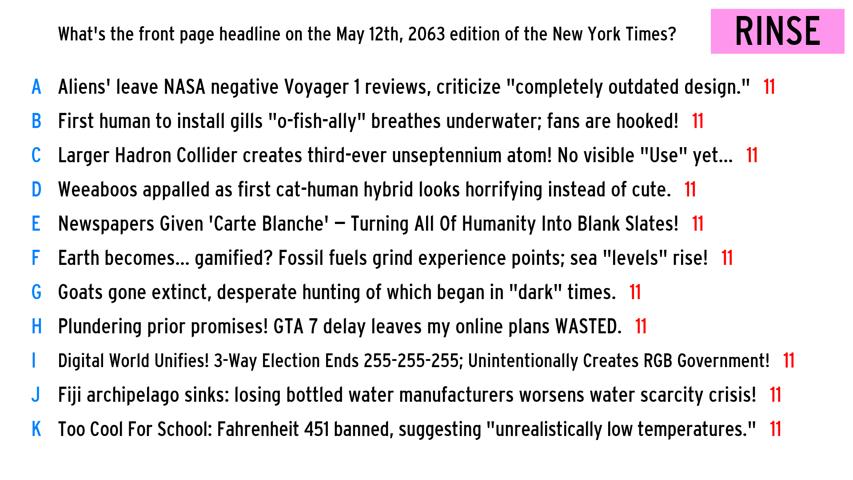 What's the front page headline on the May 12th, 2063 edition of the New York Times?
RINSE
A Aliens' leave NASA negative Voyager 1 reviews, criticize "completely outdated design." 11
B First human to install gills "o-fish-ally" breathes underwater; fans are hooked! 11
C Larger Hadron Collider creates third-ever unseptennium atom! No visible "Use" yet... 11
D Weeaboos appalled as first cat-human hybrid looks horrifying instead of cute. 11
E Newspapers Given 'Carte Blanche' – Turning All Of Humanity Into Blank Slates! 11
F Earth becomes... gamified? Fossil fuels grind experience points; sea "levels" rise! 11
G Goats gone extinct, desperate hunting of which began in "dark" times. 11
H Plundering prior promises! GTA 7 delay leaves my online plans WASTED. 11
I Digital World Unifies! 3-Way Election Ends 255-255-255; Unintentionally Creates RGB Government! 11
J Fiji archipelago sinks: losing bottled water manufacturers worsens water scarcity crisis! 11
K Too Cool For School: Fahrenheit 451 banned, suggesting "unrealistically low temperatures." 11